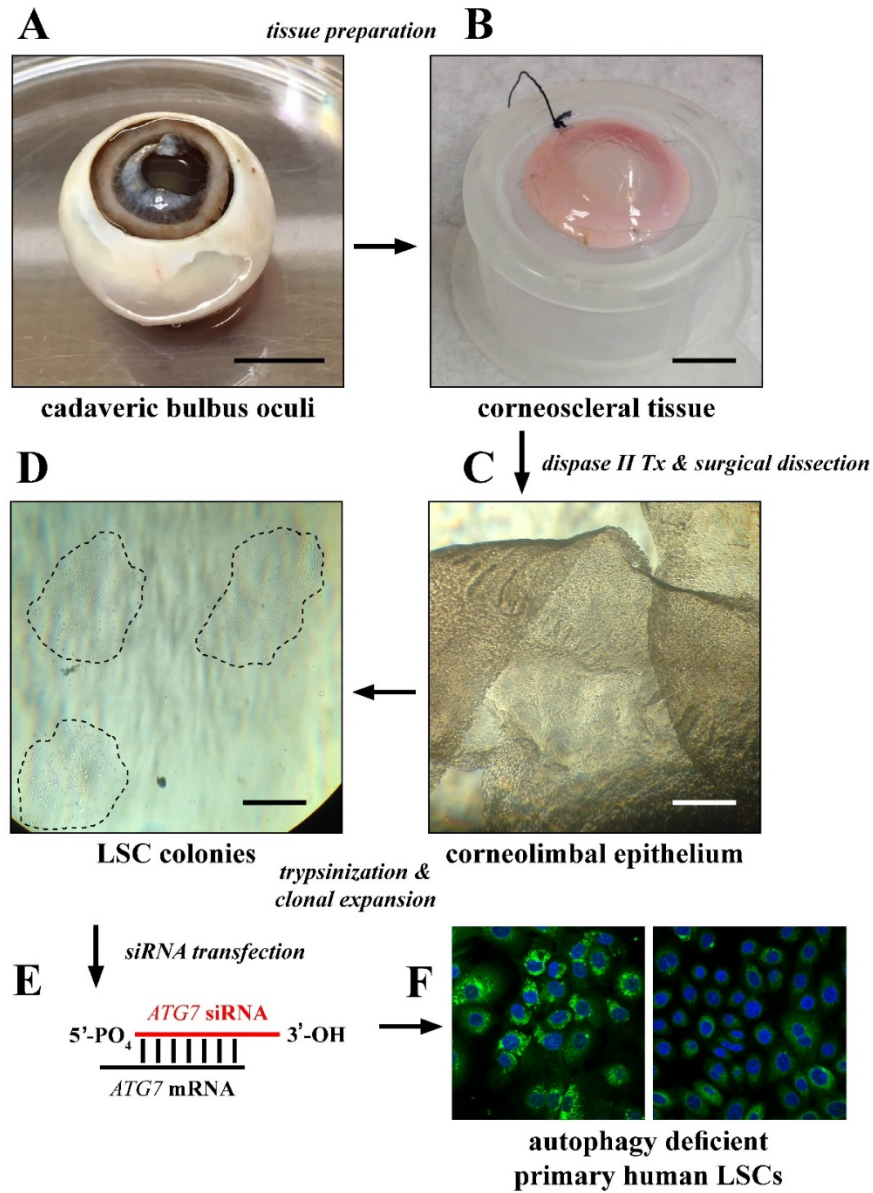 A
tissue preparation
B
cadaveric bulbus oculi
corneoscleral tissue
dispase II Tx & surgical dissection
D
C
LSC colonies
corneolimbal epithelium
trypsinization &
clonal expansion
siRNA transfection
E
ATG7 siRNA
5'-PO4
3'-OH
ATG7 mRNA
F
autophagy deficient
primary human LSCs